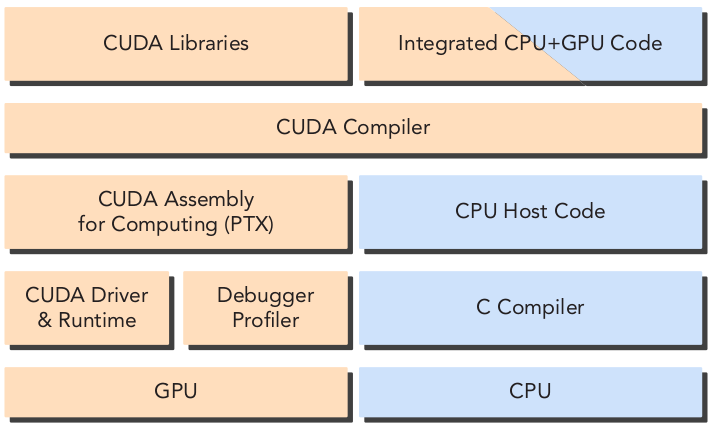 CUDA Libraries
Integrated CPU+GPU Code
CUDA Compiler
CUDA Assembly
for Computing (PTX)
CPU Host Code
CUDA Driver
& Runtime
Debugger
Profiler
C Compiler
GPU
CPU